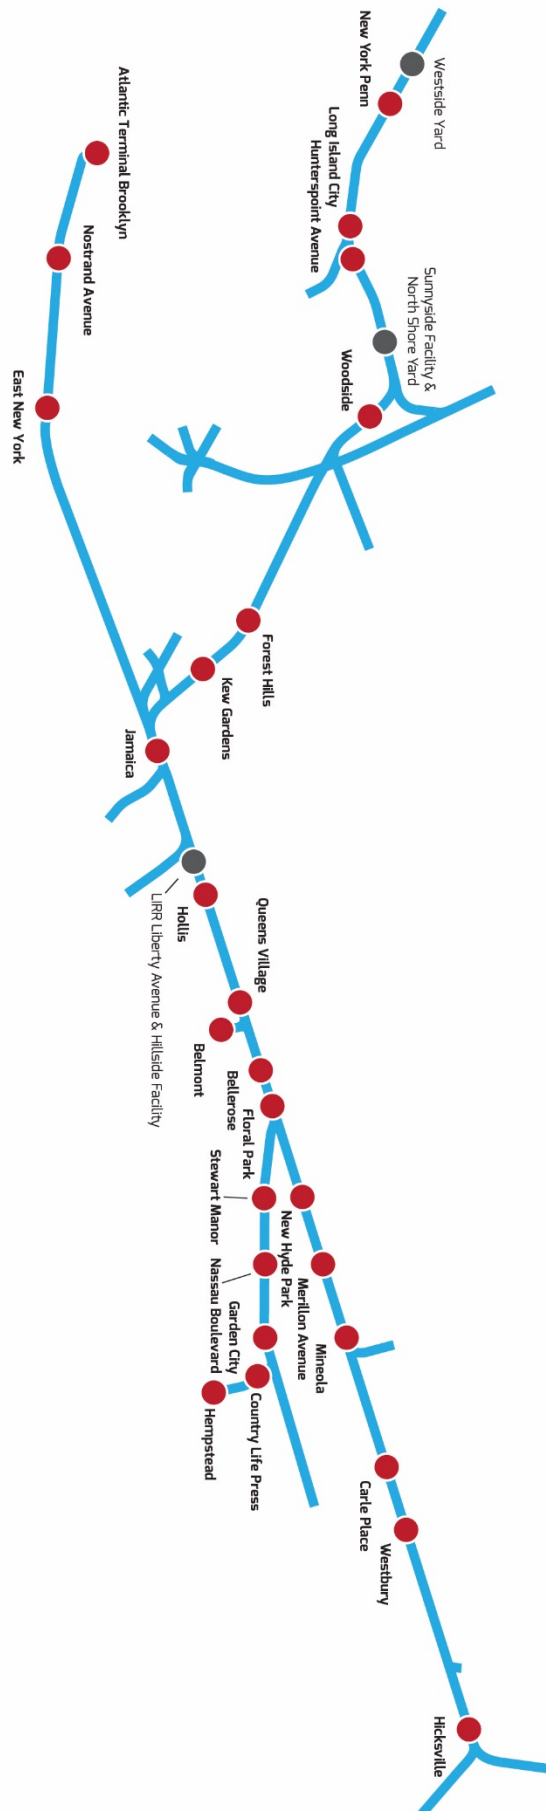 Westside Yard
New York Penn
Long Island City
Hunterspoint Avenue
Sunnyside Facility &
North Shore Yard
Woodside
Forest Hills
Kew Gardens
Atlantic Terminal Brooklyn
Nostrand Avenue
East New York
Jamaica
Hollis
LIRR Liberty Avenue & Hillside Facility
Queens Village
Belmont
Bellerose
Floral Park
Stewart Manor
Nassau Boulevard
Garden City
Country Life Press
Hempstead
New Hyde Park
Merillon Avenue
Mineola
Carle Place
Westbury
Hicksville